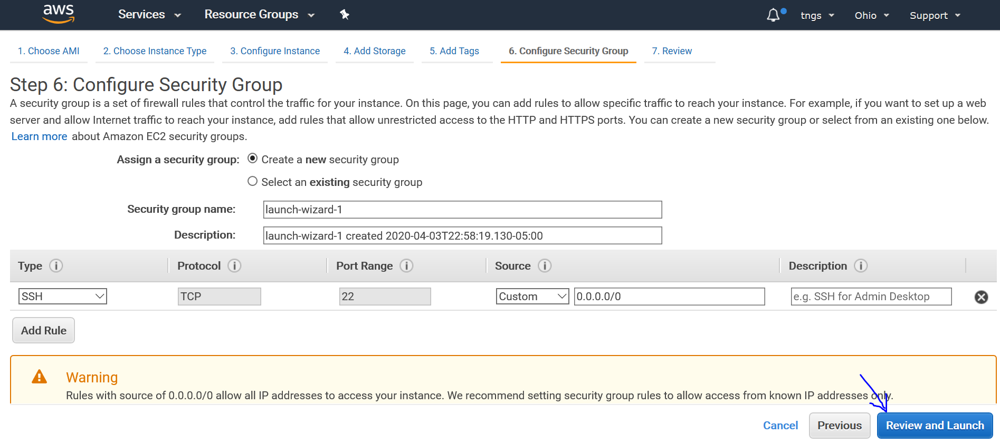 aws Services Resource Groups tngs Ohio Support
1. Choose AMI 2. Choose Instance Type 3. Configure Instance 4. Add Storage 5. Add Tags 6. Configure Security Group 7. Review
Step 6: Configure Security Group
A security group is a set of firewall rules that control the traffic for your instance. On this page, you can add rules to allow specific traffic to reach your instance. For example, if you want to set up a web
server and allow Internet traffic to reach your instance, add rules that allow unrestricted access to the HTTP and HTTPS ports. You can create a new security group or select from an existing one below.
Learn more about Amazon EC2 security groups.
Assign a security group: Create a new security group
Select an existing security group
Security group name: launch-wizard-1
Description: launch-wizard-1 created 2020-04-03T22:58:19.130-05:00
Type Protocol Port Range Source Description
SSH TCP 22 Custom 0.0.0.0/0 e.g. SSH for Admin Desktop
Add Rule
Warning
Rules with source of 0.0.0.0/0 allow all IP addresses to access your instance. We recommend setting security group rules to allow access from known IP addresses only.
Cancel Previous Review and Launch